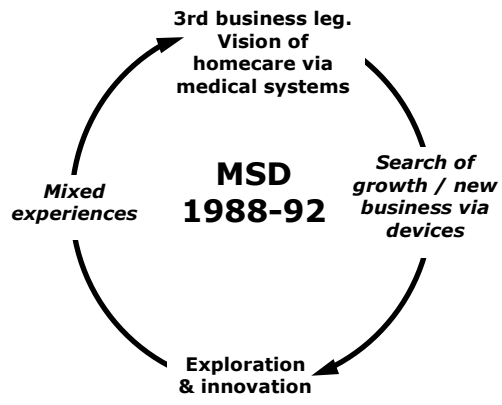 3rd business leg.
Vision of
homecare via
medical systems
MSD
1988-92
Search of
growth / new
business via
devices
Mixed
experiences
Exploration
& innovation